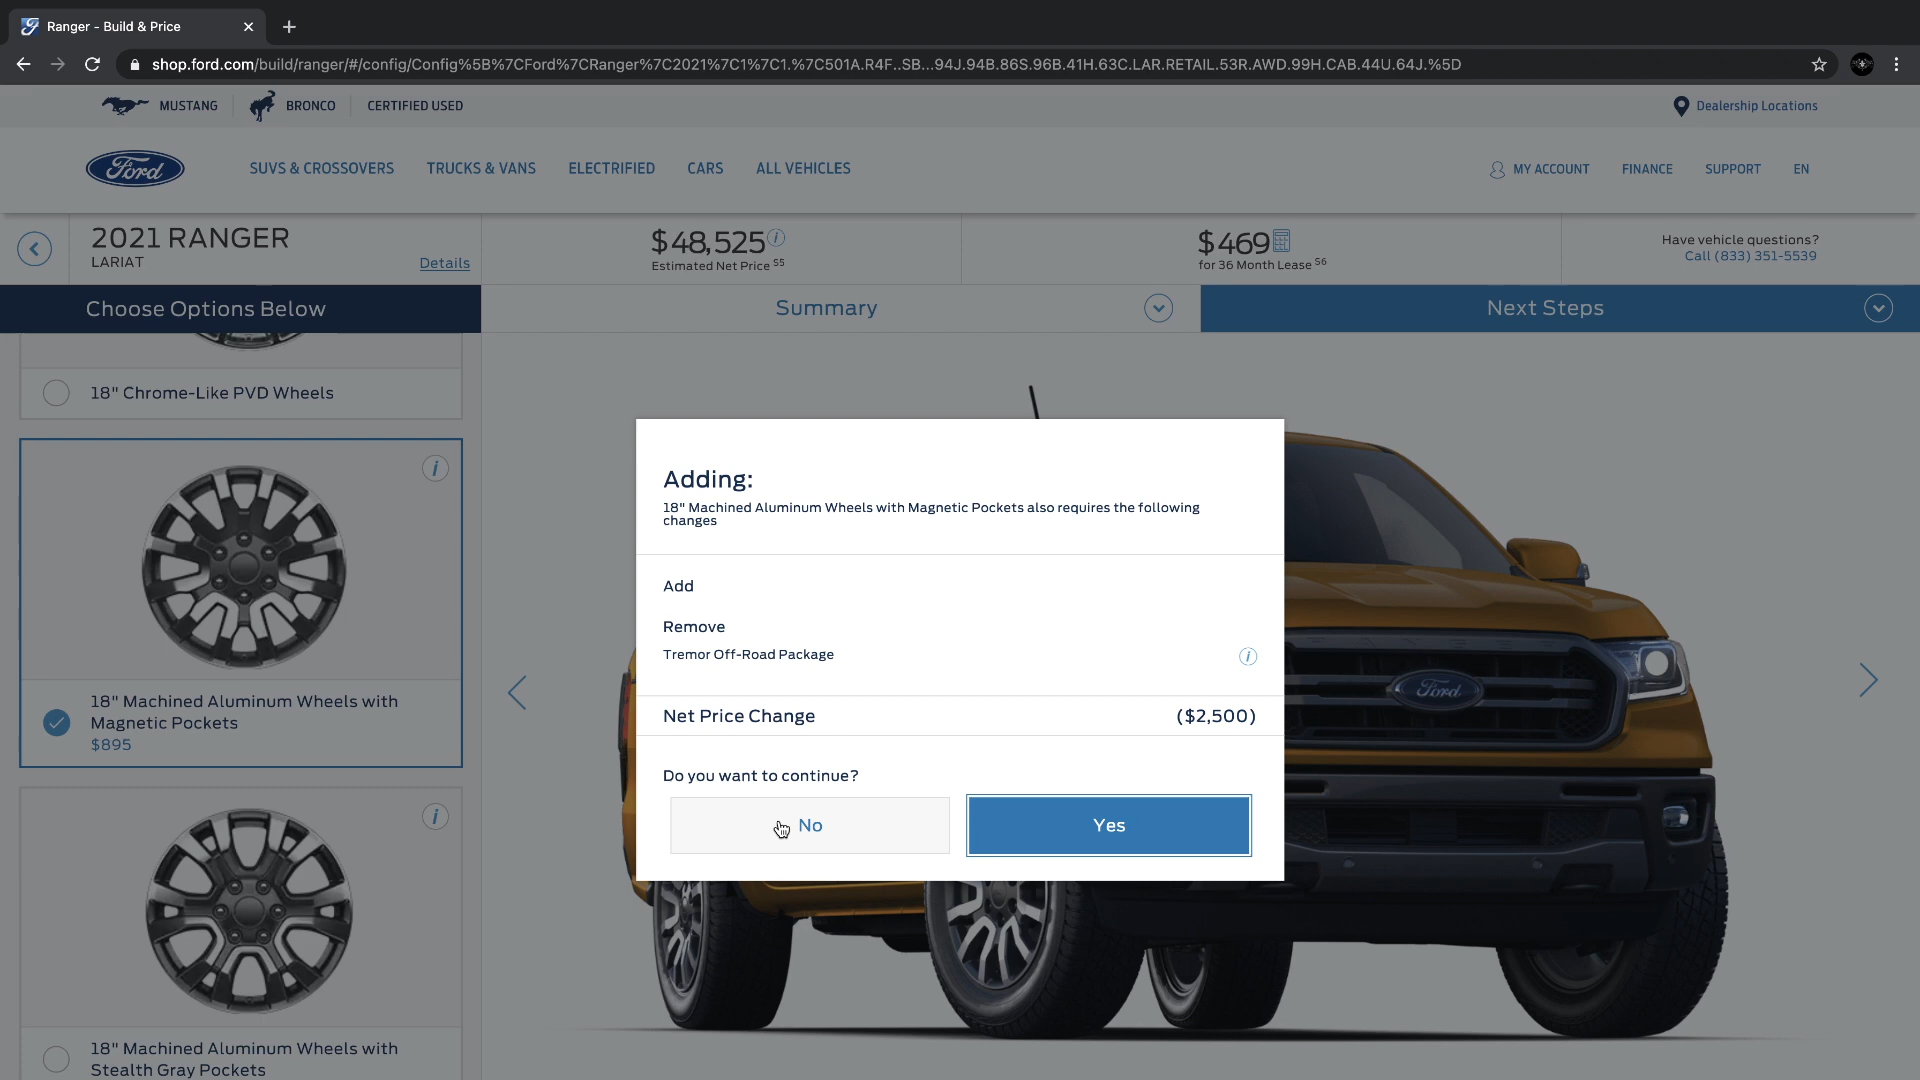 Ranger - Build & Price
shop.ford.com/build/ranger/#/config/Config%5B%7CFord%7CRanger%7C2021%7C1%7C1.%7C501A.R4F..SB...94J.94B.86S.96B.41H.63C.LAR.RETAIL.53R.AWD.99H.CAB.44U.64J.%5D
MUSTANG
BRONCO
CERTIFIED USED
Dealership Locations
Ford
SUVS & CROSSOVERS
TRUCKS & VANS
ELECTRIFIED
CARS
ALL VEHICLES
MY ACCOUNT
FINANCE
SUPPORT
EN
2021 RANGER
LARIAT
Details
$48,525
Estimated Net Price S5
$469
for 36 Month Lease S6
Have vehicle questions?
Call (833) 351-5539
Choose Options Below
Summary
Next Steps
18" Chrome-Like PVD Wheels
18" Machined Aluminum Wheels with
Magnetic Pockets
$895
18" Machined Aluminum Wheels with
Stealth Gray Pockets
Adding:
18" Machined Aluminum Wheels with Magnetic Pockets also requires the following
changes
Add
Remove
Tremor Off-Road Package
Net Price Change
($2,500)
Do you want to continue?
No
Yes
Ford